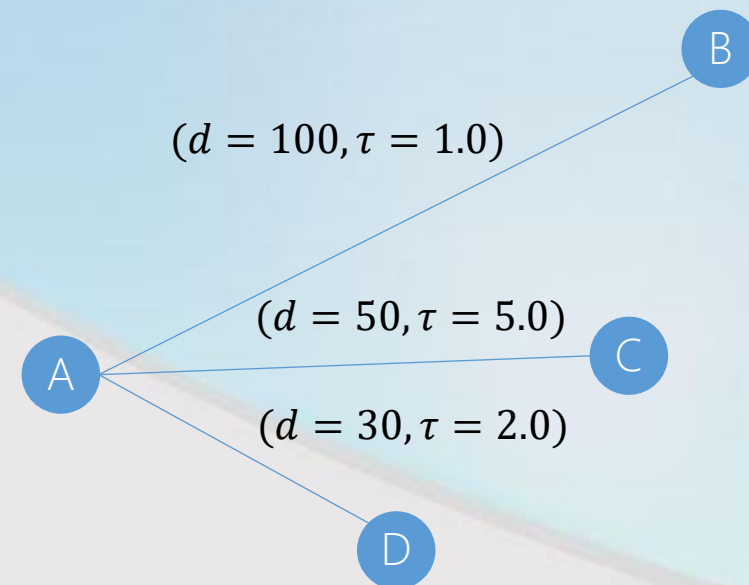 B
(d = 100, τ = 1.0)
(d = 50, τ = 5.0)
C
A
(d = 30, τ = 2.0)
D